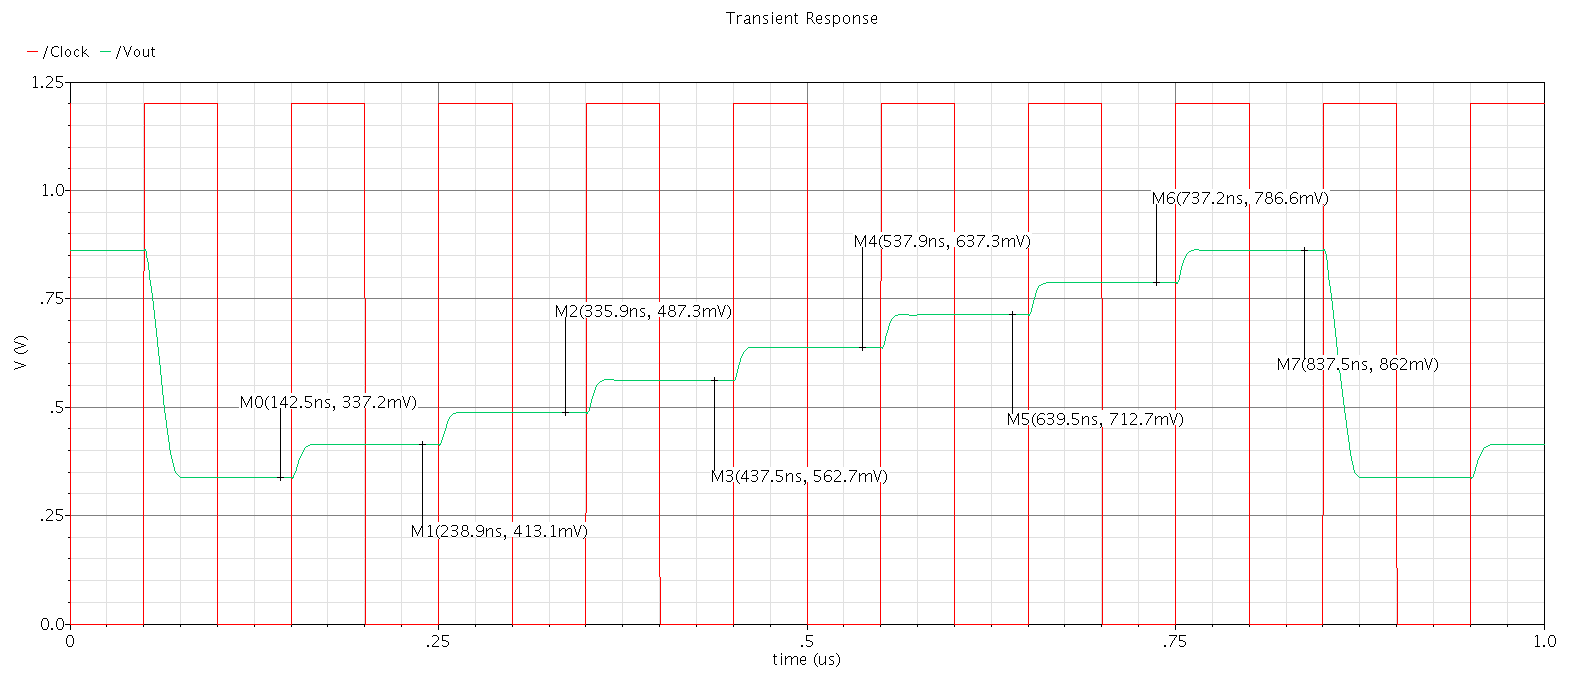 Transient Response
/Clock /Vout
1.25
1.0
M6(737.2ns, 786.6mV)
M4(537.9ns, 637.3mV)
.75
M2(335.9ns, 487.3mV)
V (V)
M7(837.5ns, 862mV)
M0(142.5ns, 337.2mV)
.5
M5(639.5ns, 712.7mV)
M3(437.5ns, 562.7mV)
.25
M1(238.9ns, 413.1mV)
0.0
0 .25 .5 .75 1.0
time (us)